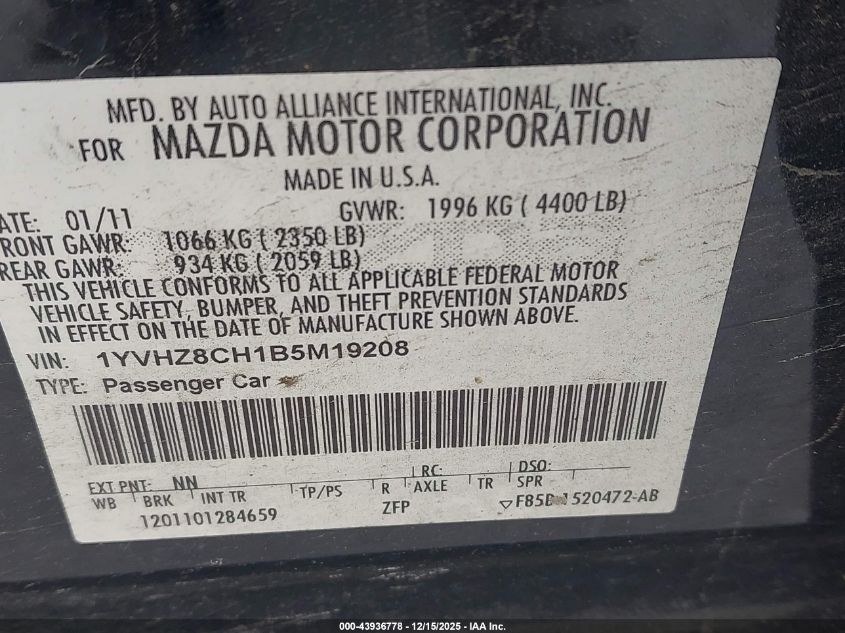 MFD. BY AUTO ALLIANCE INTERNATIONAL, INC.
FOR MAZDA MOTOR CORPORATION
MADE IN U.S.A.
ATE: 01/11 GVWR: 1996 KG ( 4400 LB)
RONT GAWR: 1066 KG ( 2350 LB)
REAR GAWR: 934 KG ( 2059 LB)
THIS VEHICLE CONFORMS TO ALL APPLICABLE FEDERAL MOTOR
VEHICLE SAFETY, BUMPER, AND THEFT PREVENTION STANDARDS
IN EFFECT ON THE DATE OF MANUFACTURE SHOWN ABOVE.
VIN: 1YVHZ8CH1B5M19208
TYPE: Passenger Car
EXT PNT: NN RC: DSO:
WB BRK INT TR TP/PS R AXLE TR SPR
1201101284659 ZFP
000-43936778 - 12/15/2025 - IAA Inc.